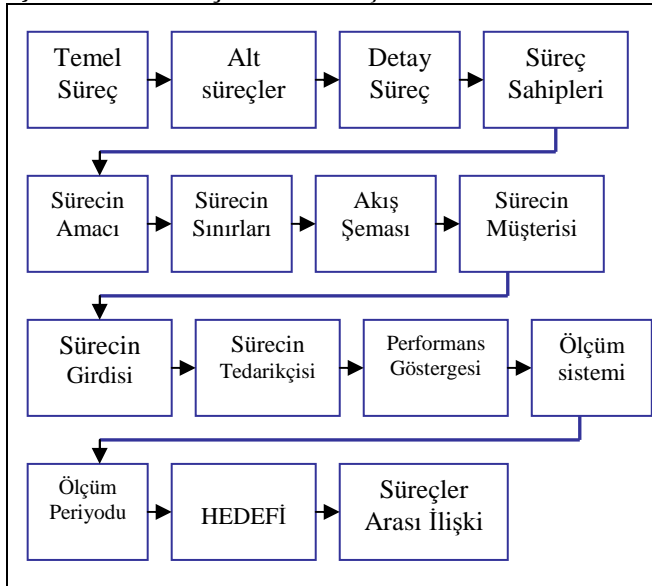 Temel
Süreç
Alt
süreçler
Detay
Süreç
Süreç
Sahipleri
Sürecin
Amacı
Sürecin
Sınırları
Akış
Şeması
Sürecin
Müşterisi
Sürecin
Girdisi
Sürecin
Tedarikçisi
Performans
Göstergesi
Ölçüm
sistemi
Ölçüm
Periyodu
HEDEFİ
Süreçler
Arası İlişki